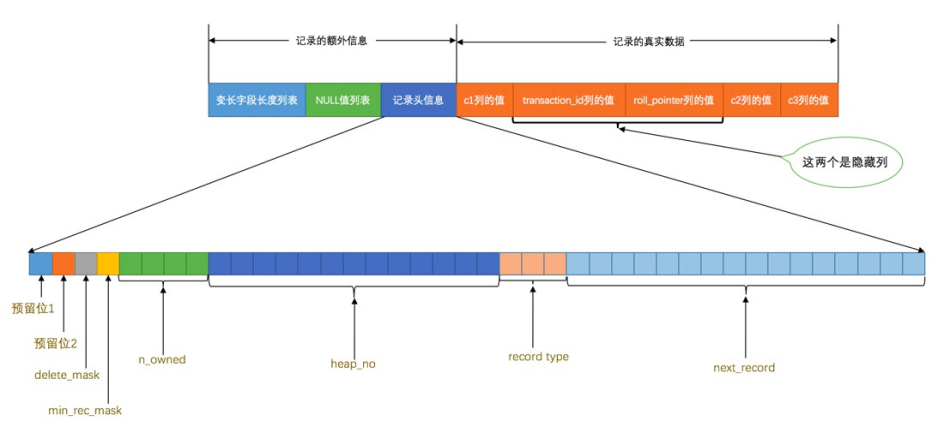 记录的额外信息
记录的真实数据
变长字段长度列表
NULL值列表
记录头信息
c1列的值
transaction_id列的值
roll_pointer列的值
c2列的值
c3列的值
这两个是隐藏列
预留位1
预留位2
delete_mask
min_rec_mask
n_owned
heap_no
record type
next_record